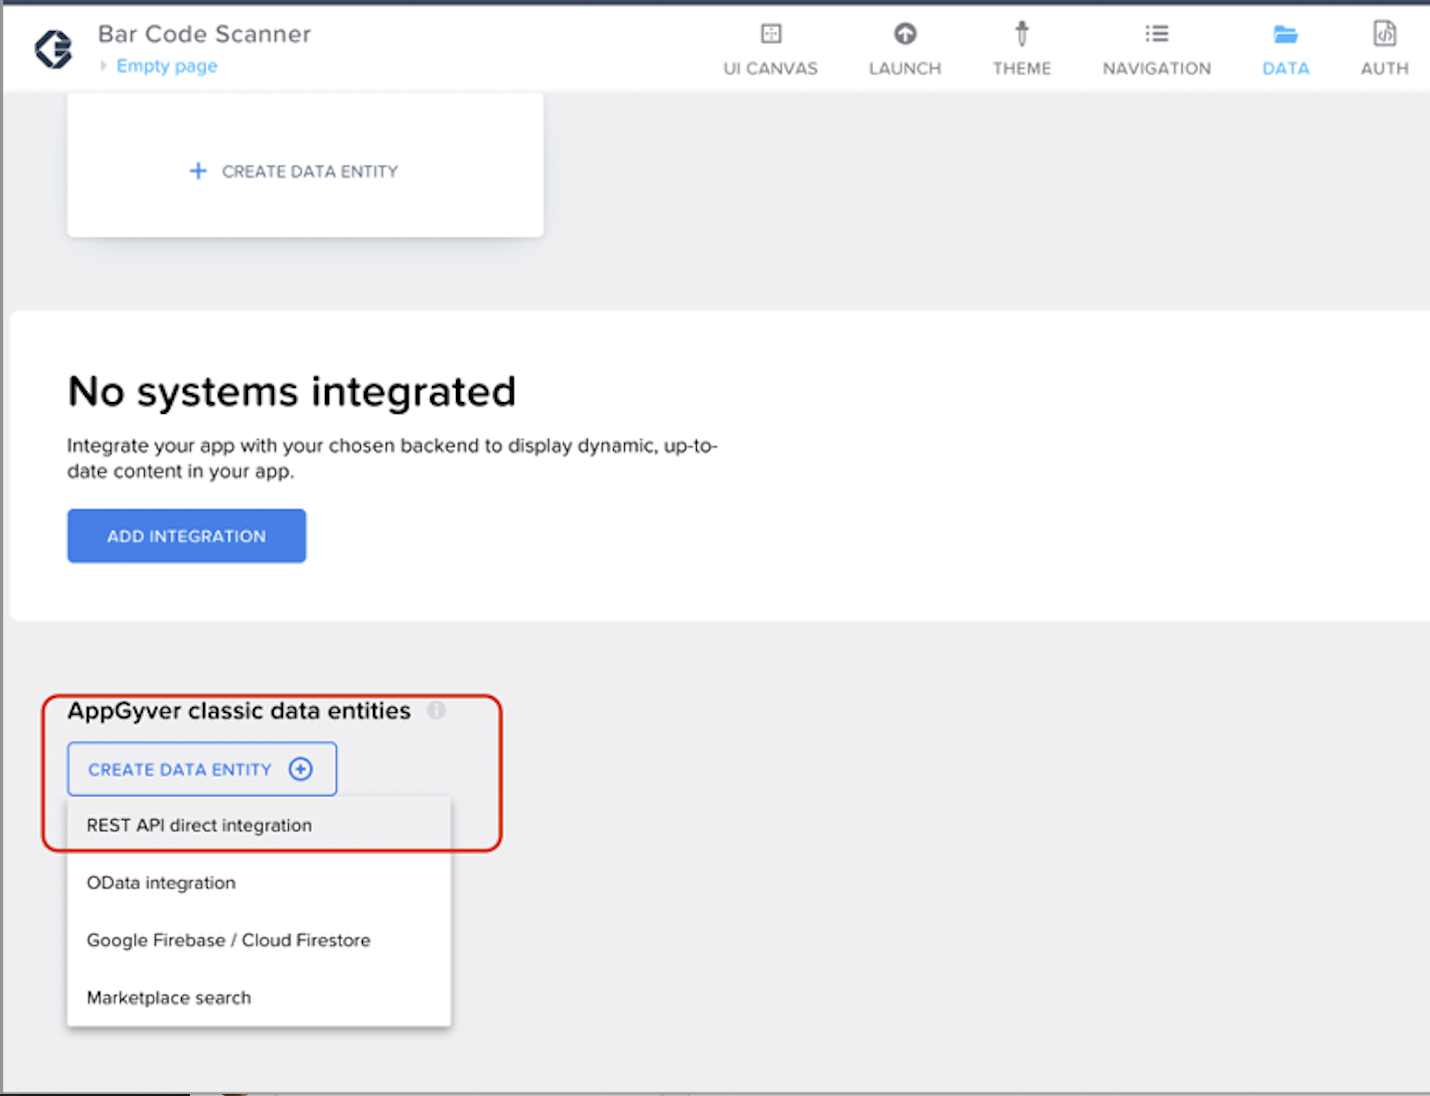 Bar Code Scanner
Empty page
UI CANVAS
LAUNCH
THEME
NAVIGATION
DATA
AUTH
CREATE DATA ENTITY
No systems integrated
Integrate your app with your chosen backend to display dynamic, up-to-
date content in your app.
ADD INTEGRATION
AppGyver classic data entities
CREATE DATA ENTITY
REST API direct integration
OData integration
Google Firebase / Cloud Firestore
Marketplace search